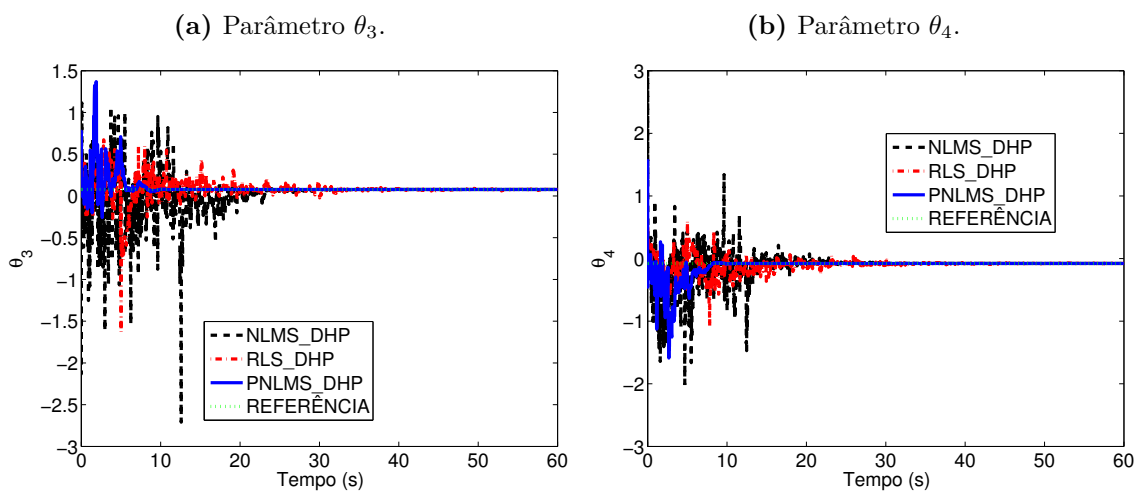 (a) Parâmetro θ3.
1.5
1
0.5
0
−0.5
−1
−1.5
−2
−2.5
−3
θ3
0 10 20 30 40 50 60
Tempo (s)
NLMS_DHP
RLS_DHP
PNLMS_DHP
REFERÊNCIA
(b) Parâmetro θ4.
3
2
1
0
−1
−2
−3
θ4
0 10 20 30 40 50 60
Tempo (s)
NLMS_DHP
RLS_DHP
PNLMS_DHP
REFERÊNCIA